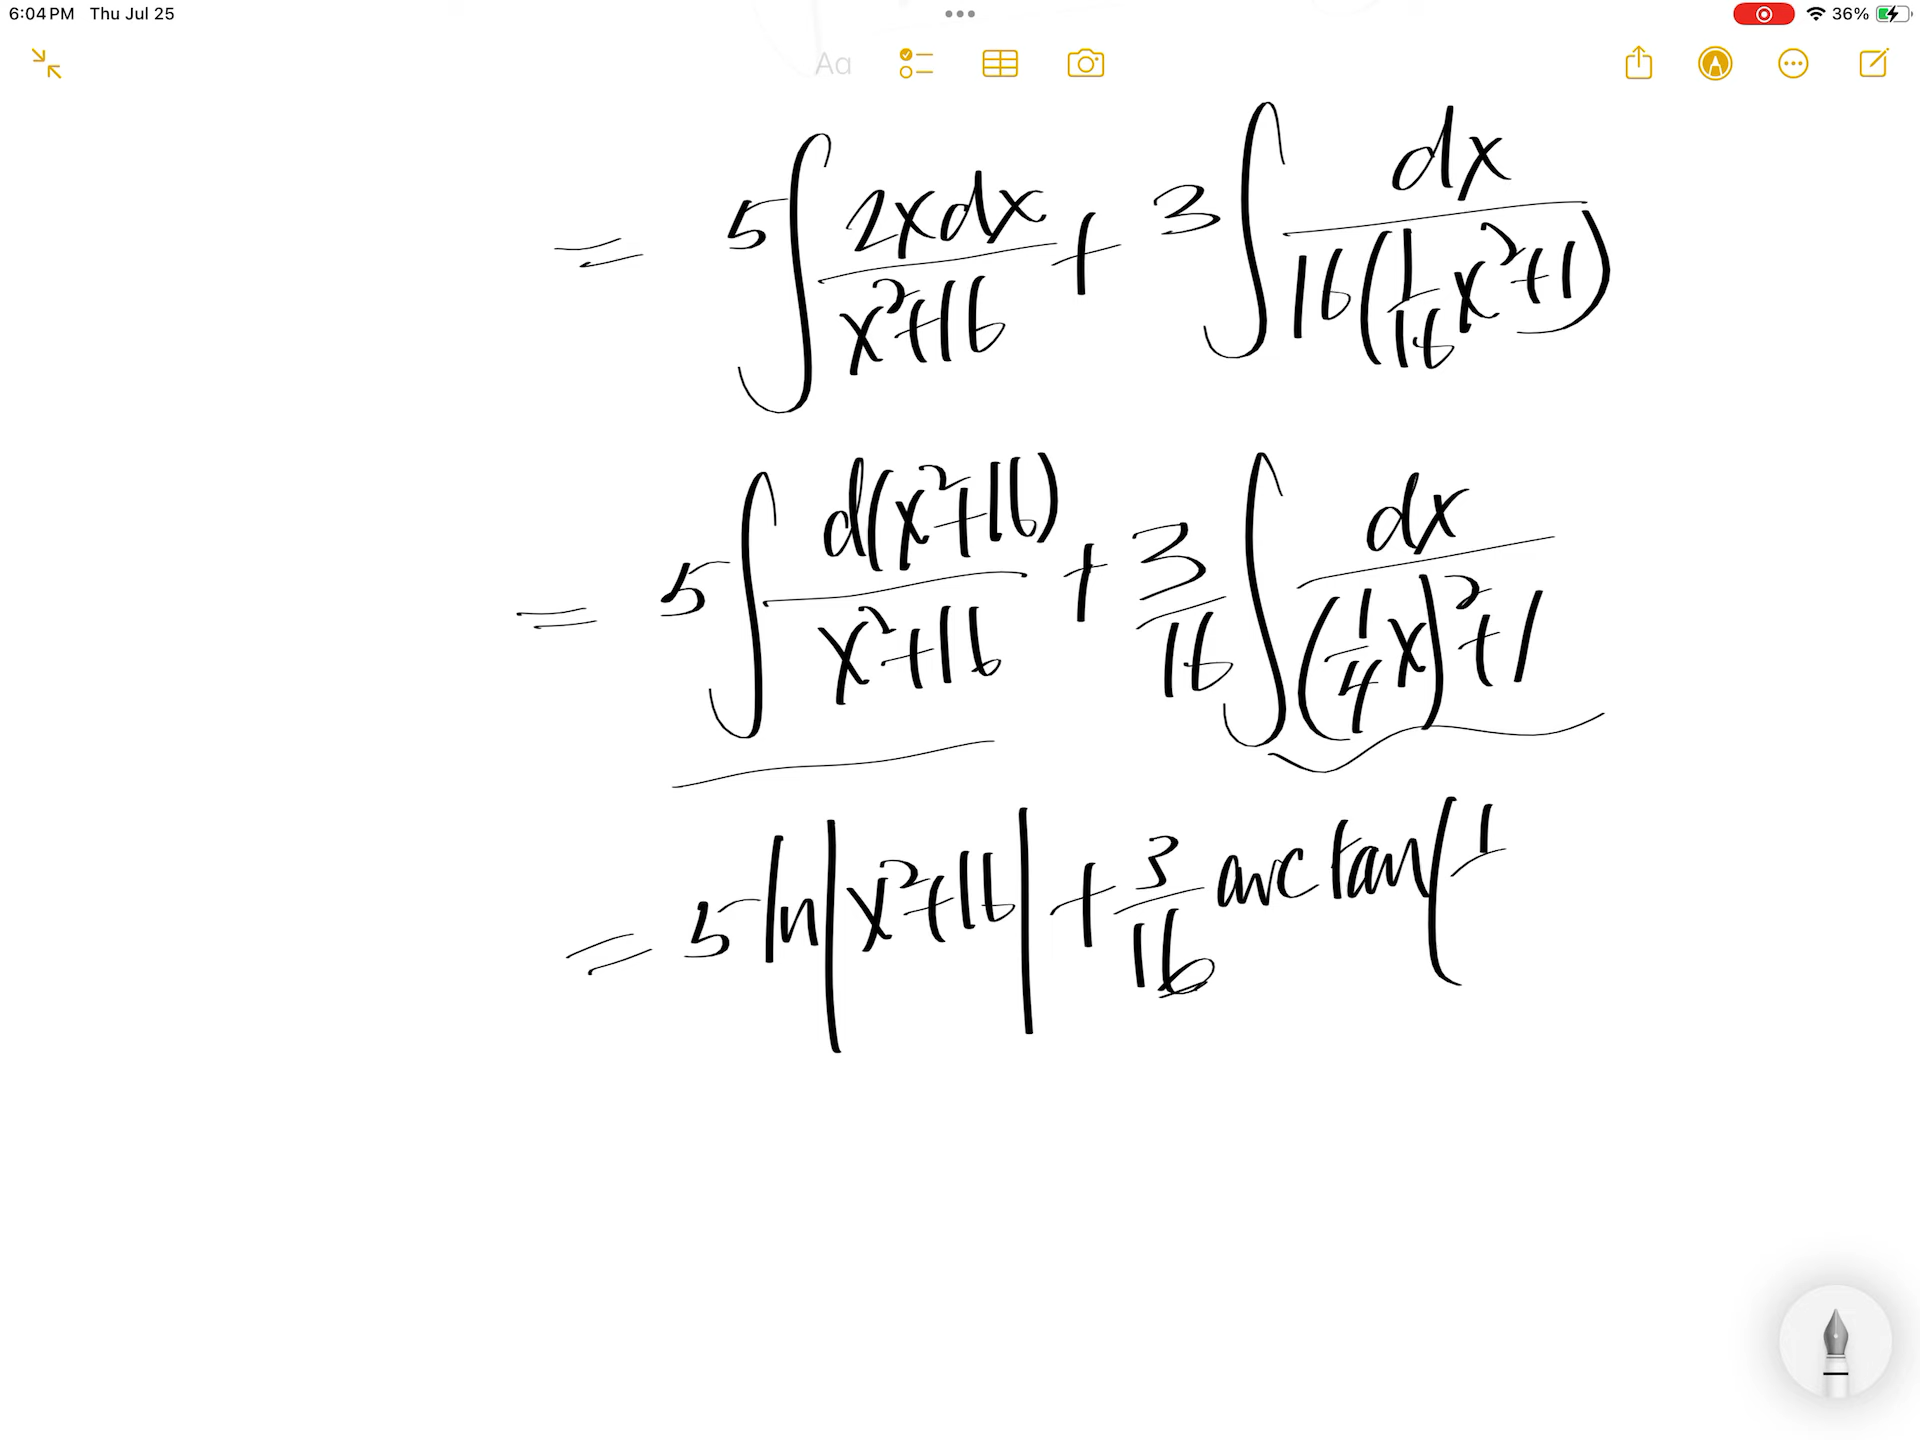 6:04 PM Thu Jul 25 36%
Aa
= 5∫ 2xdx/(x²+16) + 3∫ dx/(16(1/16 x²+1))
= 5∫ d(x²+16)/(x²+16) + 3/16 ∫ dx/((1/4 x)²+1)
= 5 ln|x²+16| + 3/16 arctan(1